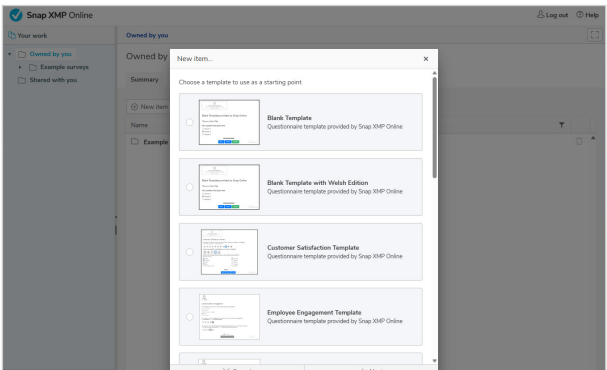 Snap XMP Online
Log out Help
Your work
Owned by you
Owned by you
Example surveys
Shared with you
Owned by
Summary
New item
Name
Example
New item...
Choose a template to use as a starting point
Blank Template
Questionnaire template provided by Snap XMP Online
Blank Template with Welsh Edition
Questionnaire template provided by Snap XMP Online
Customer Satisfaction Template
Questionnaire template provided by Snap XMP Online
Employee Engagement Template
Questionnaire template provided by Snap XMP Online